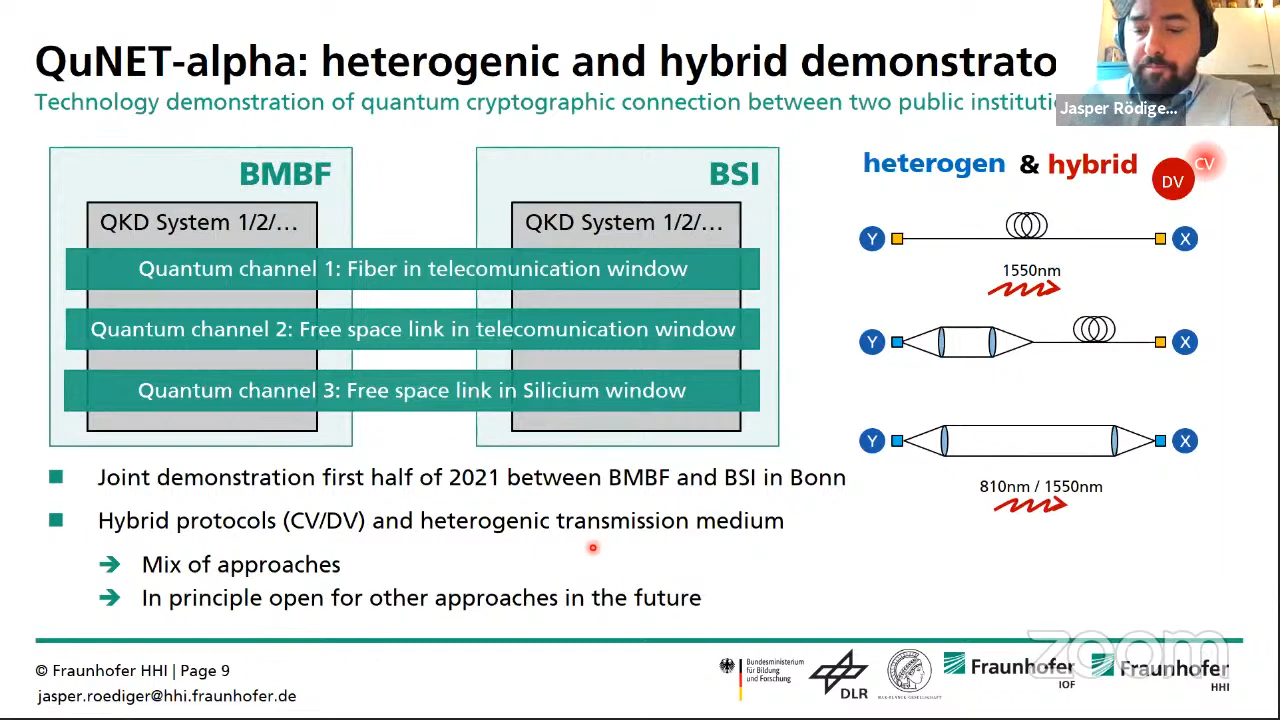 QuNET-alpha: heterogenic and hybrid demonstrato
Technology demonstration of quantum cryptographic connection between two public instituti
Jasper Rödige...
BMBF
BSI
QKD System 1/2/…
QKD System 1/2/…
Quantum channel 1: Fiber in telecomunication window
Quantum channel 2: Free space link in telecomunication window
Quantum channel 3: Free space link in Silicium window
heterogen & hybrid
DV
CV
Y
X
1550nm
Y
X
Y
X
810nm / 1550nm
Joint demonstration first half of 2021 between BMBF and BSI in Bonn
Hybrid protocols (CV/DV) and heterogenic transmission medium
Mix of approaches
In principle open for other approaches in the future
© Fraunhofer HHI | Page 9
jasper.roediger@hhi.fraunhofer.de
Bundesministerium
für Bildung
und Forschung
DLR
MAX-PLANCK-GESELLSCHAFT
Fraunhofer
IOF
Fraunhofer
HHI
zoom